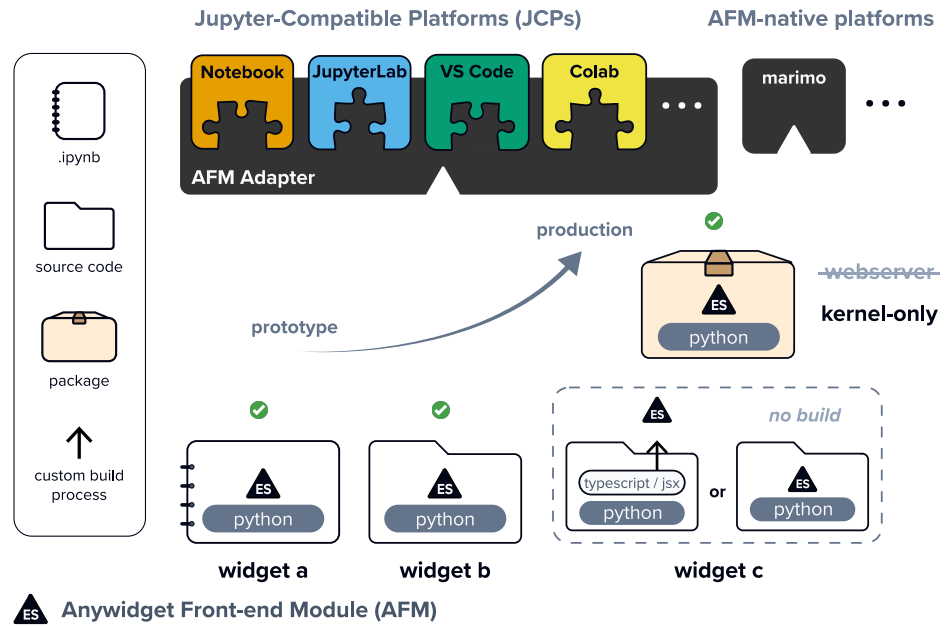 Jupyter-Compatible Platforms (JCPs)
AFM-native platforms
Notebook
JupyterLab
VS Code
Colab
marimo
AFM Adapter
.ipynb
source code
package
custom build
process
prototype
production
ES
python
webserver
kernel-only
ES
python
widget a
ES
python
widget b
ES
no build
typescript / jsx
python
or
ES
python
widget c
ES
Anywidget Front-end Module (AFM)